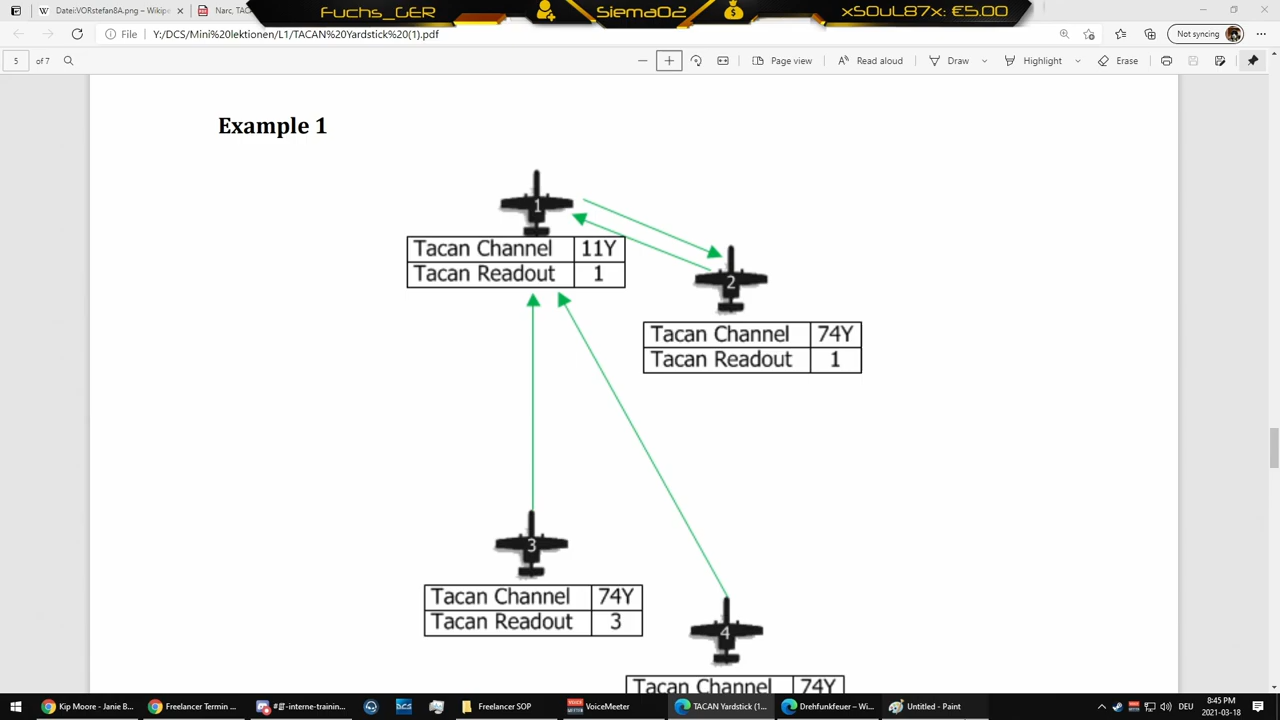 Fuchs_GER
Siema02
xS0UL87x: €5.00
Datei:VORstefan8A.png – Wikip
Narc, TAC
Y/DCS/Mini%20lektionen/L1/TACAN%20Yardstick%20(1).pdf
Not syncing
5 of 7
Page view
Read aloud
Draw
Highlight
Erase
Example 1
1
Tacan Channel 11Y
Tacan Readout 1
2
Tacan Channel 74Y
Tacan Readout 1
3
Tacan Channel 74Y
Tacan Readout 3
4
Tacan Channel 74Y
Kip Moore - Janie B...
Freelancer Termin ...
Freelancer SOP
VoiceMeeter
TACAN Yardstick (1...
Drehfunkfeuer – Wi...
Untitled - Paint
DEU
8:45 PM
2021-03-18